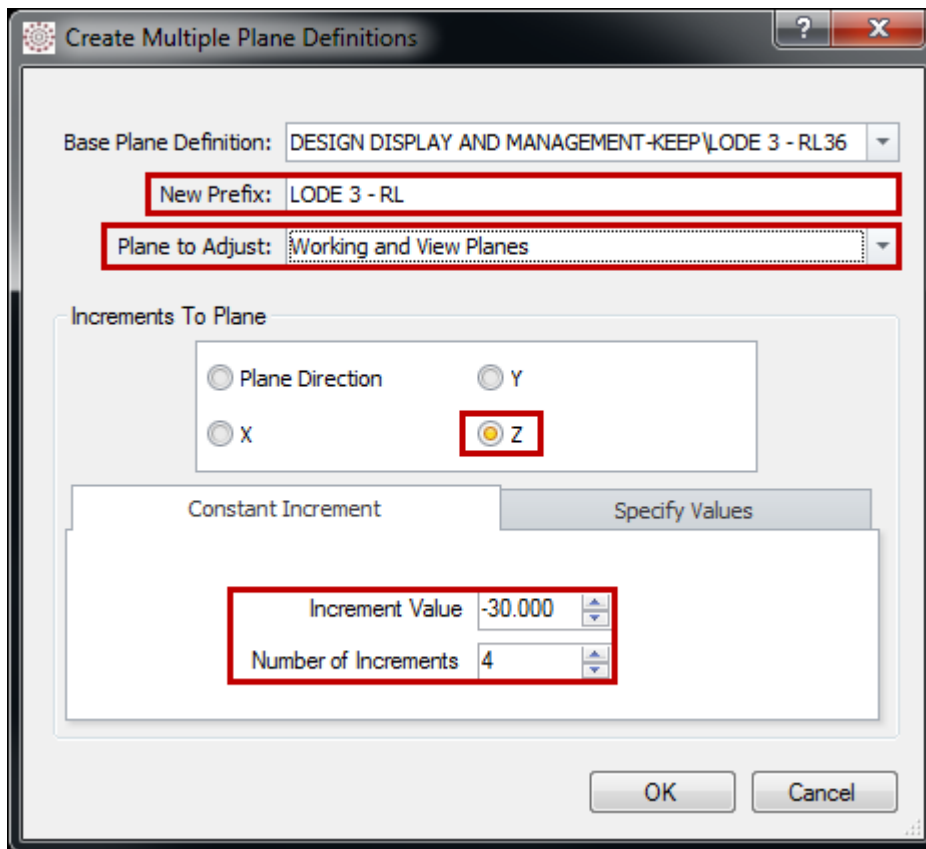 Create Multiple Plane Definitions
?
Base Plane Definition: DESIGN DISPLAY AND MANAGEMENT-KEEP\LODE 3 - RL36
New Prefix: LODE 3 - RL
Plane to Adjust: Working and View Planes
Increments To Plane
Plane Direction Y
X Z
Constant Increment Specify Values
Increment Value -30.000
Number of Increments 4
OK Cancel